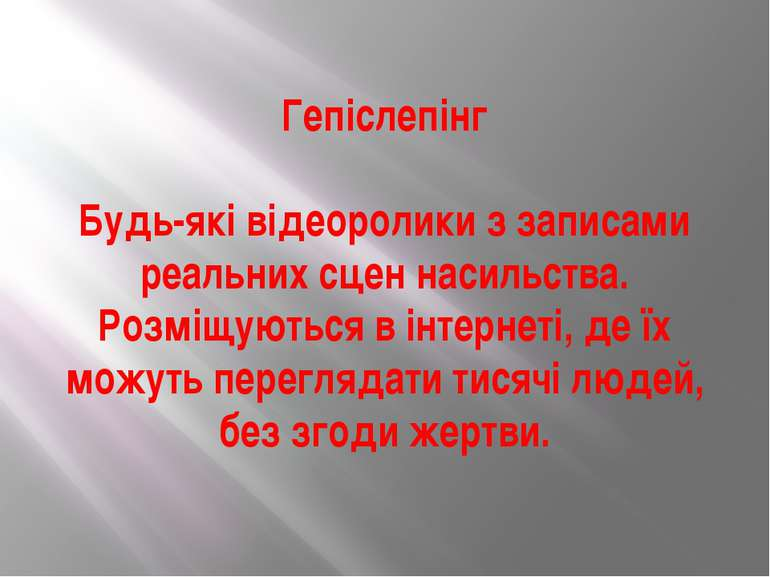 Гепіслепінг
Будь-які відеоролики з записами
реальних сцен насильства.
Розміщуються в інтернеті, де їх
можуть переглядати тисячі людей,
без згоди жертви.